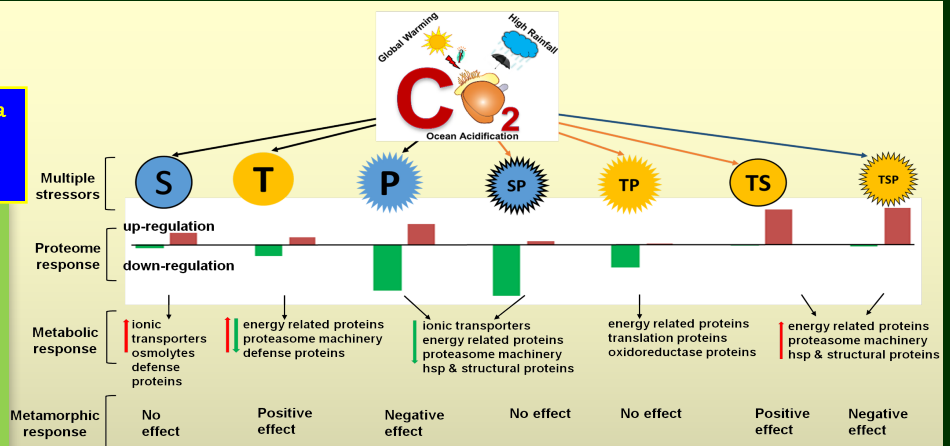 a
Global Warming
High Rainfall
C
2
Ocean Acidification
Multiple
stressors
S
T
P
SP
TP
TS
TSP
up-regulation
Proteome
response
down-regulation
Metabolic
response
ionic
transporters
osmolytes
defense
proteins
energy related proteins
proteasome machinery
defense proteins
ionic transporters
energy related proteins
proteasome machinery
hsp & structural proteins
energy related proteins
translation proteins
oxidoreductase proteins
energy related proteins
proteasome machinery
hsp & structural proteins
Metamorphic
response
No
effect
Positive
effect
Negative
effect
No effect
No effect
Positive
effect
Negative
effect